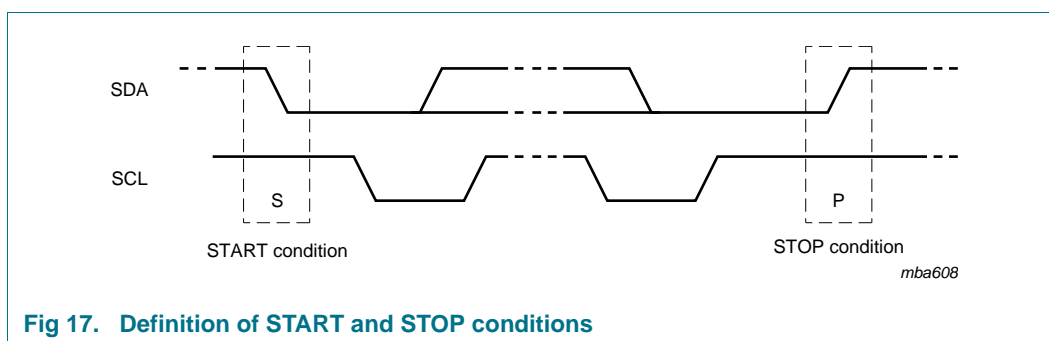 SDA
SCL
S
P
START condition
STOP condition
mba608
Fig 17. Definition of START and STOP conditions